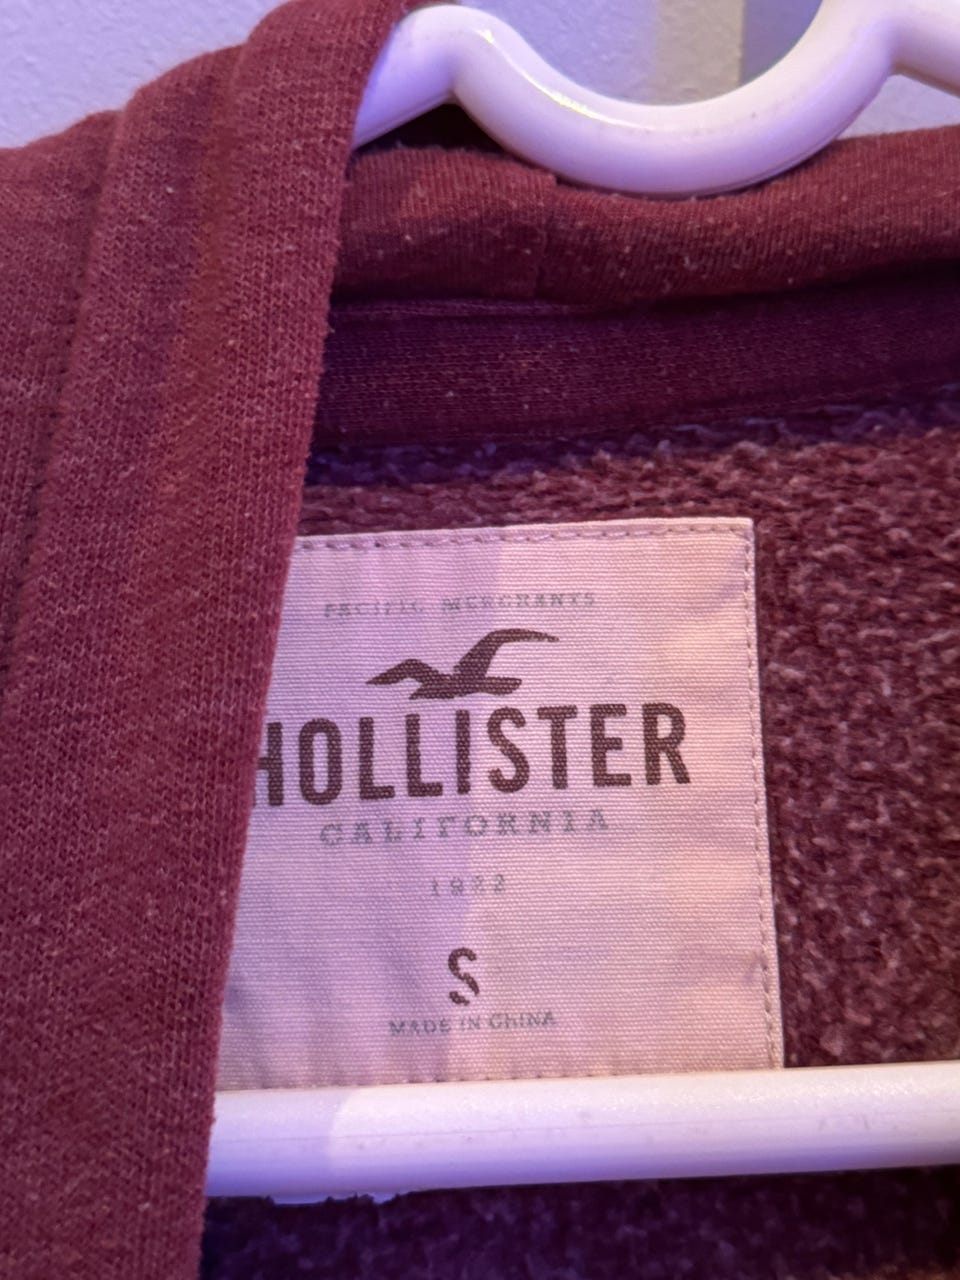 PACIFIC MERCHANTS
HOLLISTER
CALIFORNIA
1922
S
MADE IN CHINA